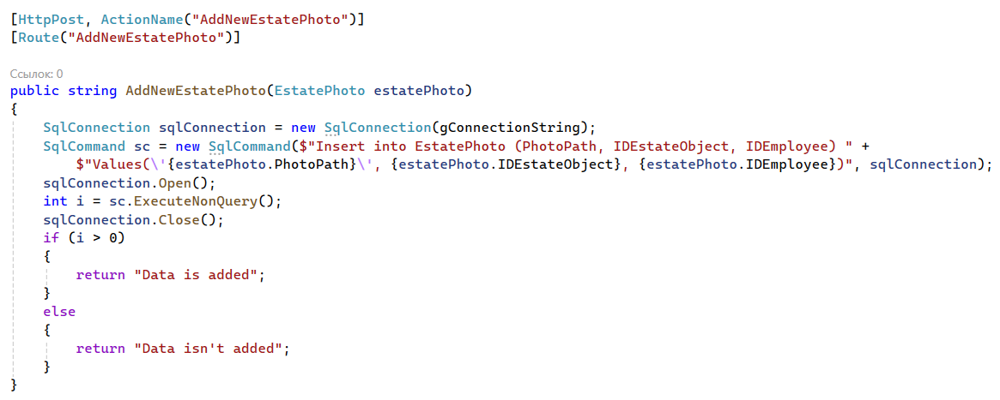 [HttpPost, ActionName("AddNewEstatePhoto")]
[Route("AddNewEstatePhoto")]
Ссылок: 0
public string AddNewEstatePhoto(EstatePhoto estatePhoto)
{
    SqlConnection sqlConnection = new SqlConnection(gConnectionString);
    SqlCommand sc = new SqlCommand($"Insert into EstatePhoto (PhotoPath, IDEstateObject, IDEmployee) " +
        $"Values(\'{estatePhoto.PhotoPath}\', {estatePhoto.IDEstateObject}, {estatePhoto.IDEmployee})", sqlConnection);
    sqlConnection.Open();
    int i = sc.ExecuteNonQuery();
    sqlConnection.Close();
    if (i > 0)
    {
        return "Data is added";
    }
    else
    {
        return "Data isn't added";
    }
}